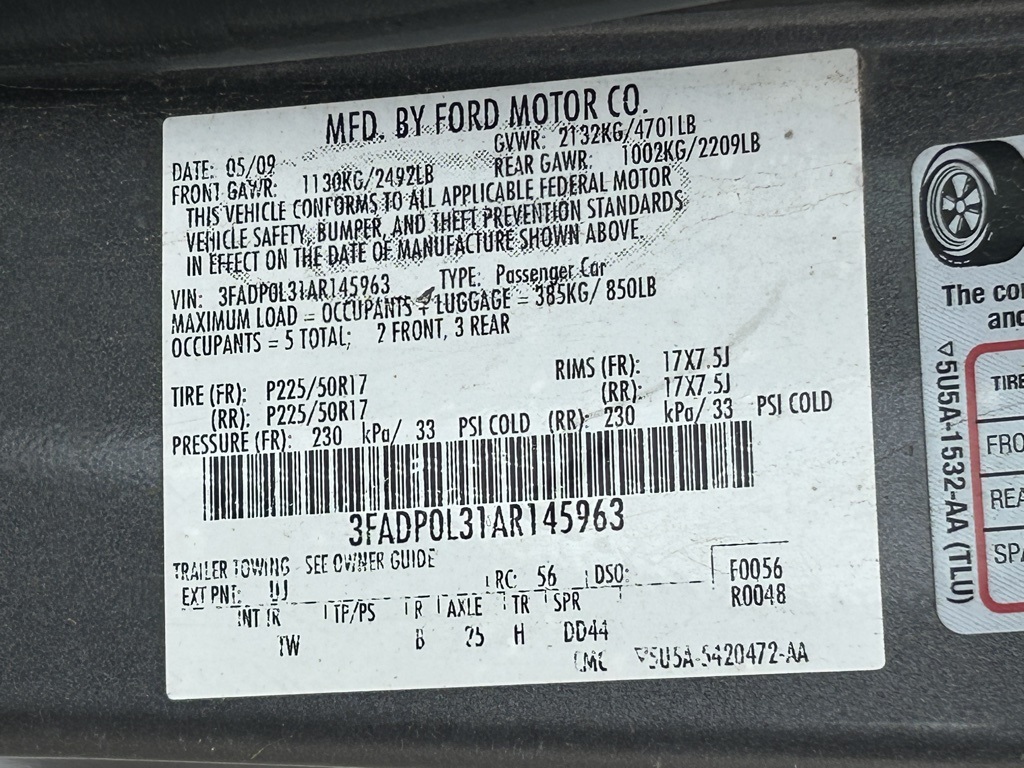 MFD. BY FORD MOTOR CO.
DATE: 05/09 GVWR: 2132KG/4701LB
FRONT GAWR: 1130KG/2492LB REAR GAWR: 1002KG/2209LB
THIS VEHICLE CONFORMS TO ALL APPLICABLE FEDERAL MOTOR
VEHICLE SAFETY, BUMPER, AND THEFT PREVENTION STANDARDS
IN EFFECT ON THE DATE OF MANUFACTURE SHOWN ABOVE.
VIN: 3FADP0L31AR145963 TYPE: Passenger Car
MAXIMUM LOAD = OCCUPANTS + LUGGAGE = 385KG/ 850LB
OCCUPANTS = 5 TOTAL; 2 FRONT, 3 REAR
TIRE (FR): P225/50R17 RIMS (FR): 17X7.5J
(RR): P225/50R17 (RR): 17X7.5J
PRESSURE (FR): 230 kPa/ 33 PSI COLD (RR): 230 kPa/ 33 PSI COLD
3FADP0L31AR145963
TRAILER TOWING SEE OWNER GUIDE
EXT PNT: RC: 56 DSO: F0056
R0048
INT TR TP/PS R AXLE TR SPR
TW B 25 H DD44
5U5A-5420472-AA
The co
and
TIRE
FRO
REA
SPA
5U5A-1532-AA (TLU)